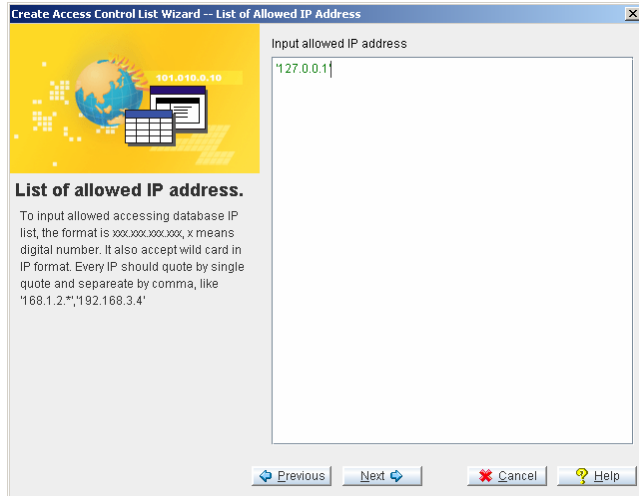 Create Access Control List Wizard -- List of Allowed IP Address
Input allowed IP address
'127.0.0.1'
101.010.0.10
List of allowed IP address.
To input allowed accessing database IP
list, the format is xxx.xxx.xxx.xxx, x means
digital number. It also accept wild card in
IP format. Every IP should quote by single
quote and separeate by comma, like
'168.1.2.*','192.168.3.4'
Previous
Next
Cancel
Help